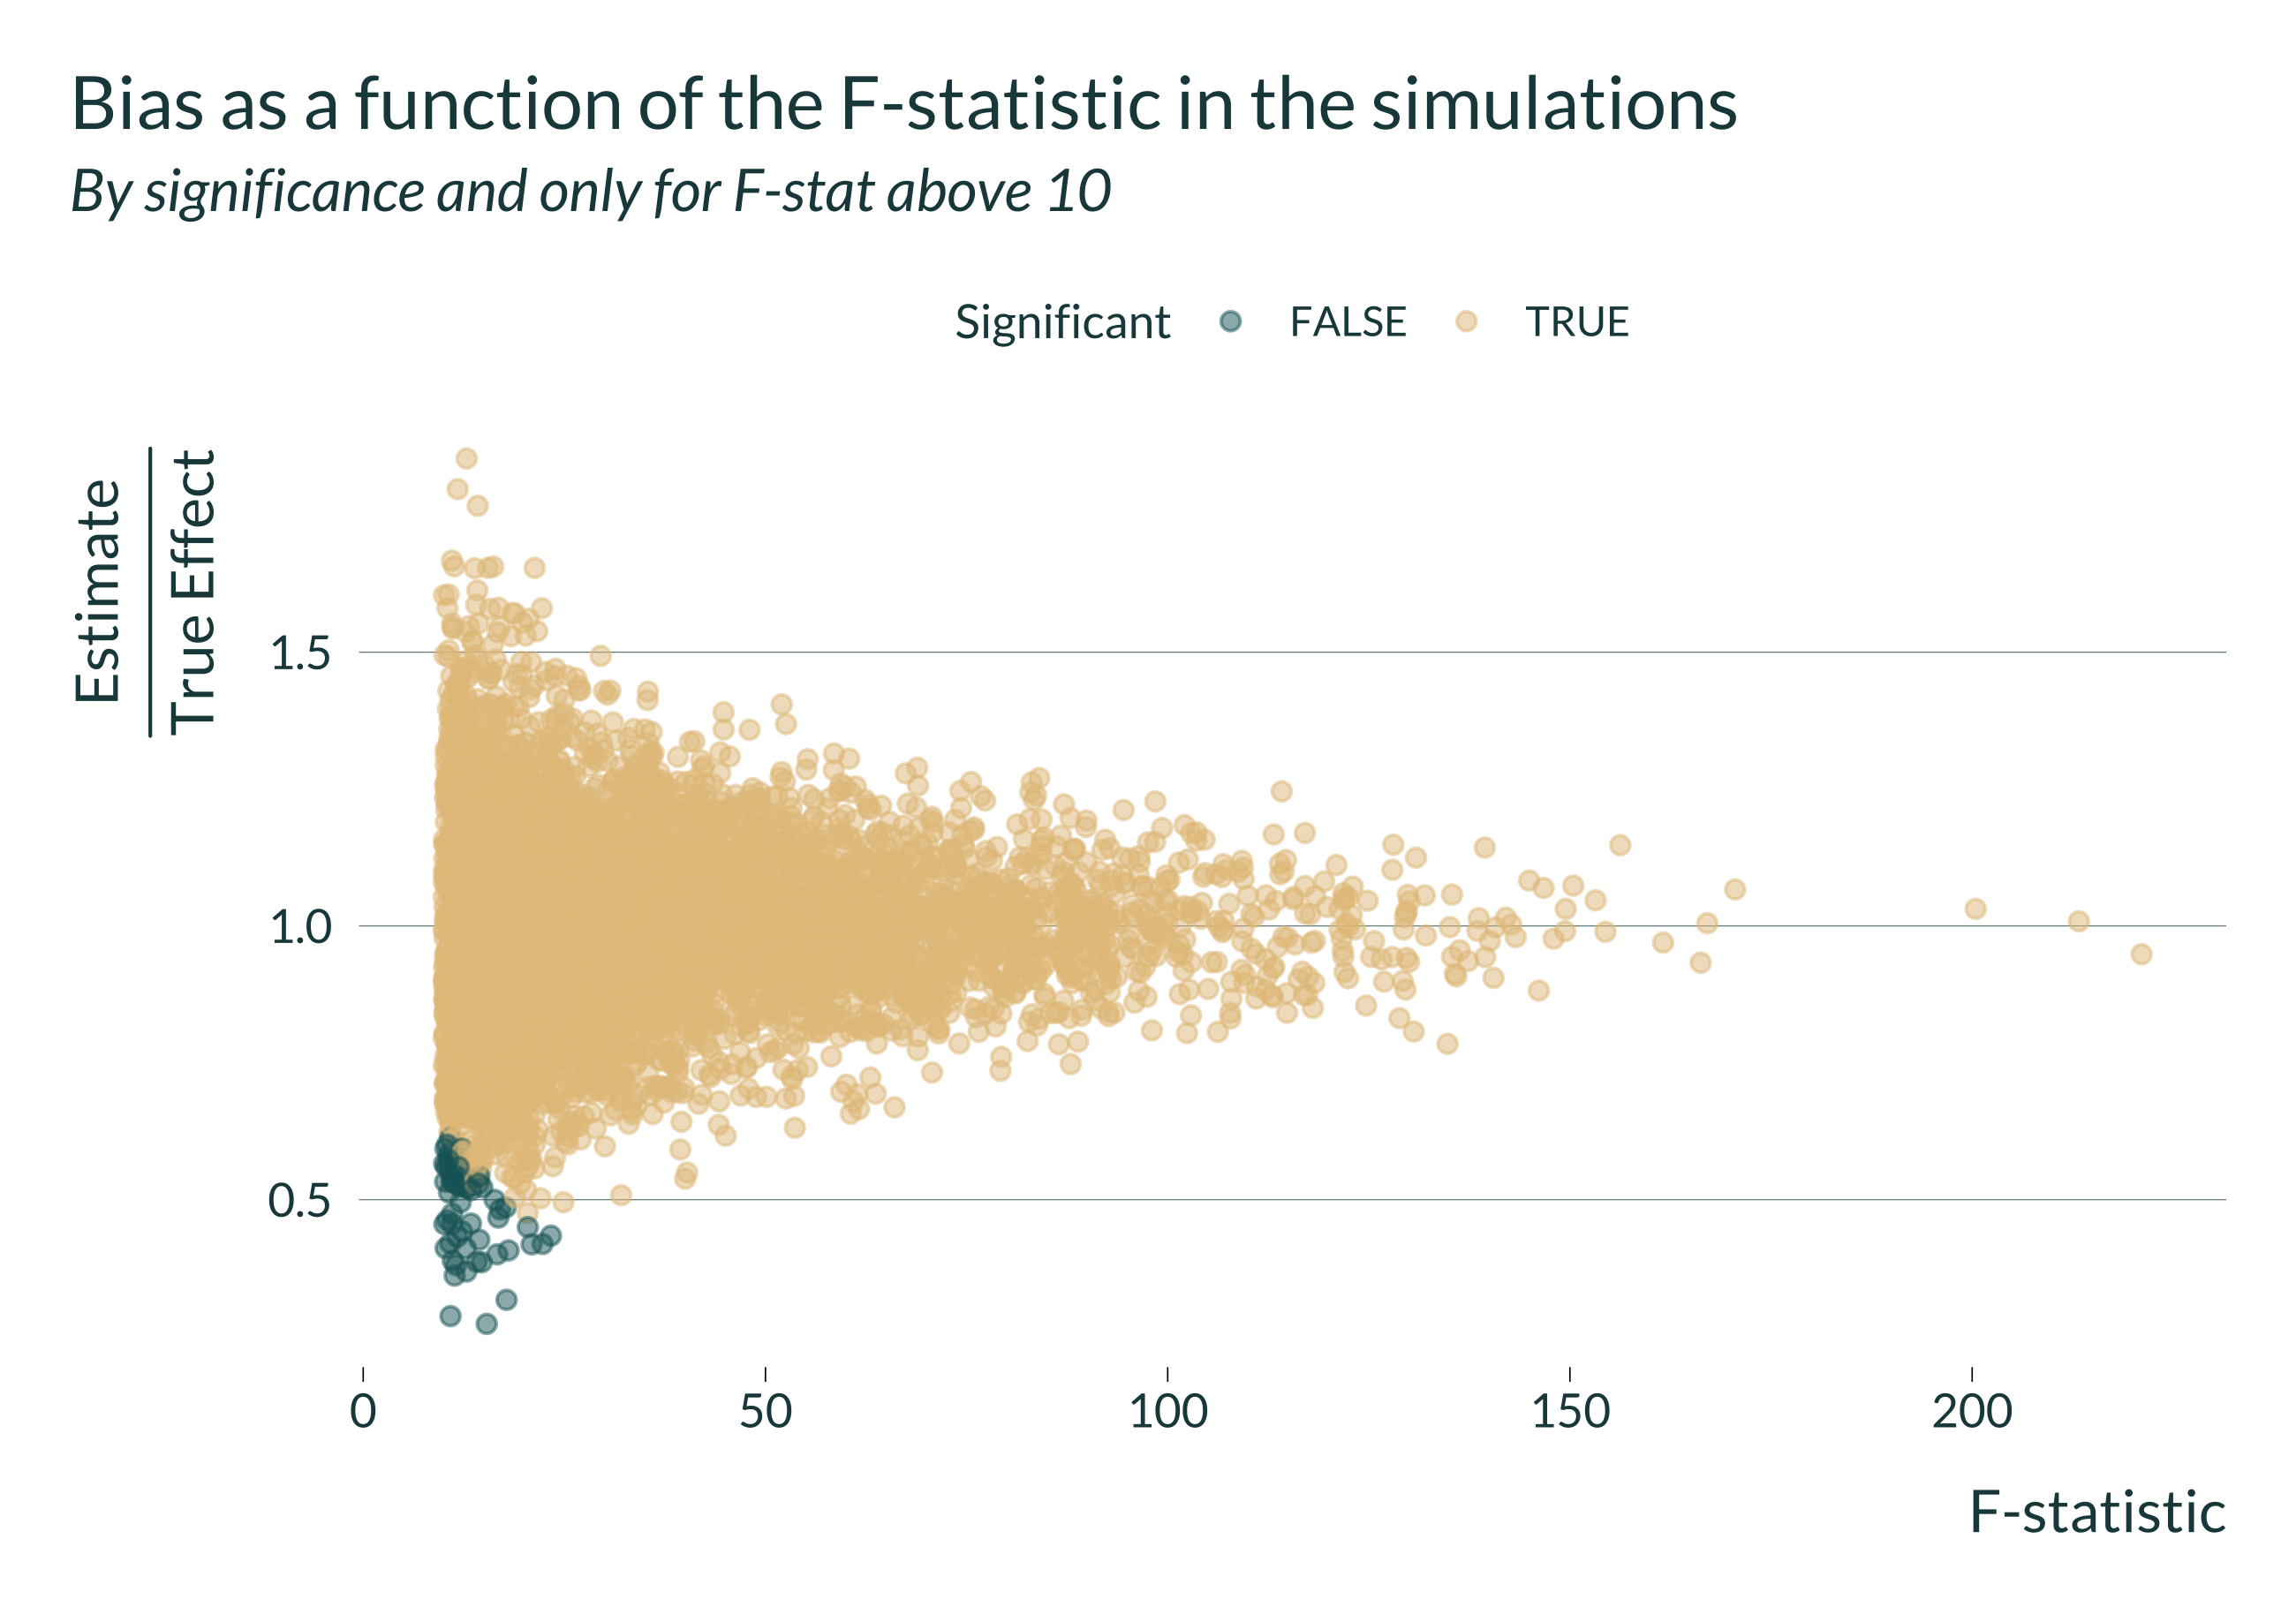 Bias as a function of the F-statistic in the simulations
By significance and only for F-stat above 10
Significant FALSE TRUE
Estimate
True Effect
1.5
1.0
0.5
0 50 100 150 200
F-statistic